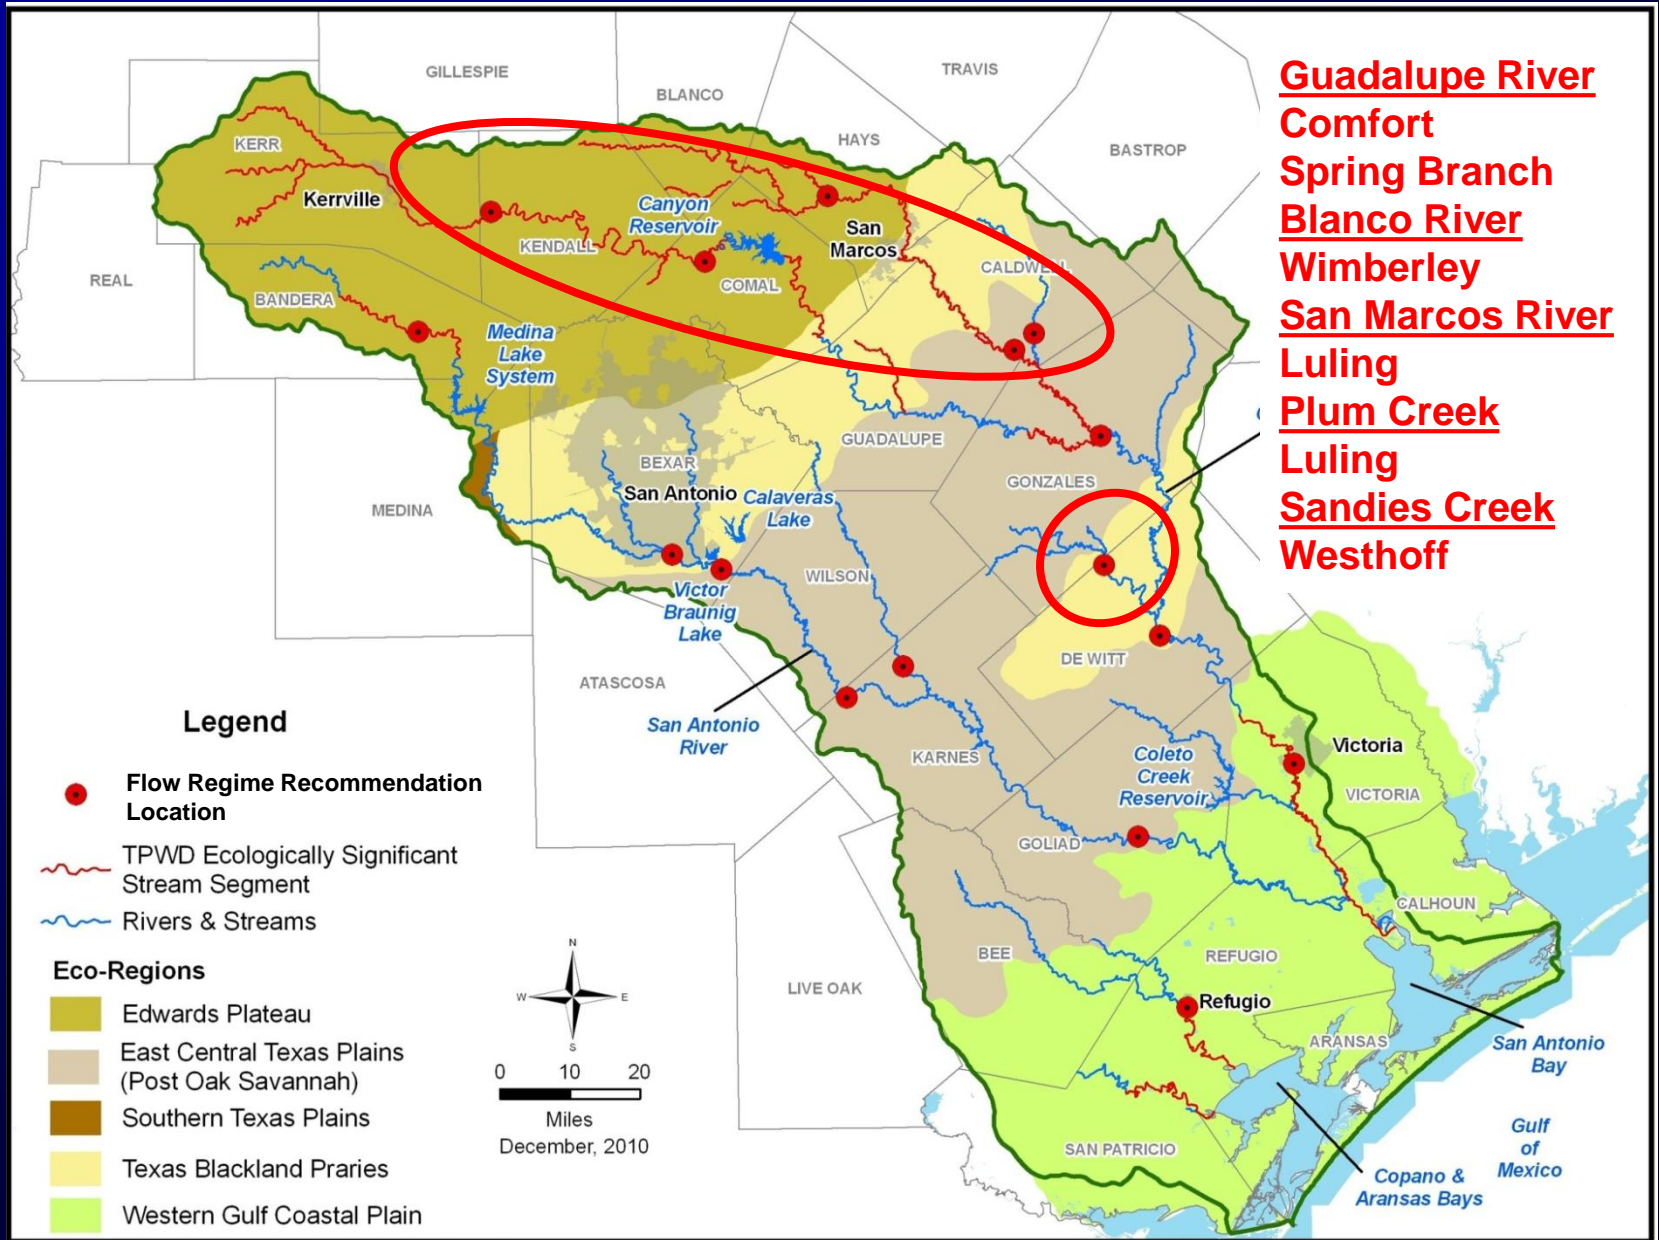 GILLESPIE
TRAVIS
BLANCO
HAYS
BASTROP
KERR
Kerrville
Canyon
Reservoir
San
Marcos
KENDALL
CALDWELL
REAL
COMAL
BANDERA
Medina
Lake
System
GUADALUPE
BEXAR
San Antonio
Calaveras
Lake
GONZALES
MEDINA
WILSON
Victor
Braunig
Lake
DE WITT
ATASCOSA
San Antonio
River
KARNES
Coleto
Creek
Reservoir
Victoria
VICTORIA
GOLIAD
CALHOUN
BEE
REFUGIO
LIVE OAK
Refugio
ARANSAS
San Antonio
Bay
SAN PATRICIO
Gulf
of
Mexico
Copano &
Aransas Bays
Guadalupe River
Comfort
Spring Branch
Blanco River
Wimberley
San Marcos River
Luling
Plum Creek
Luling
Sandies Creek
Westhoff
Legend
Flow Regime Recommendation
Location
TPWD Ecologically Significant
Stream Segment
Rivers & Streams
Eco-Regions
Edwards Plateau
East Central Texas Plains
(Post Oak Savannah)
Southern Texas Plains
Texas Blackland Praries
Western Gulf Coastal Plain
N
W E
S
0 10 20
Miles
December, 2010